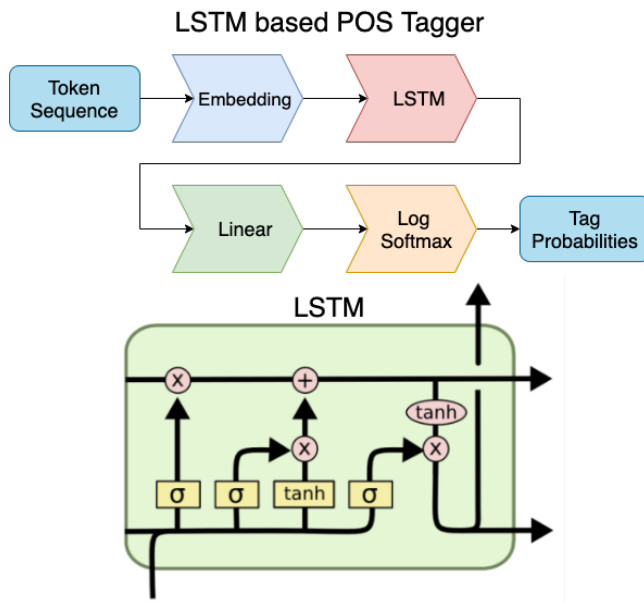 LSTM based POS Tagger
Token
Sequence
Embedding
LSTM
Linear
Log
Softmax
Tag
Probabilities
LSTM
x
+
tanh
x
x
σ
σ
tanh
σ